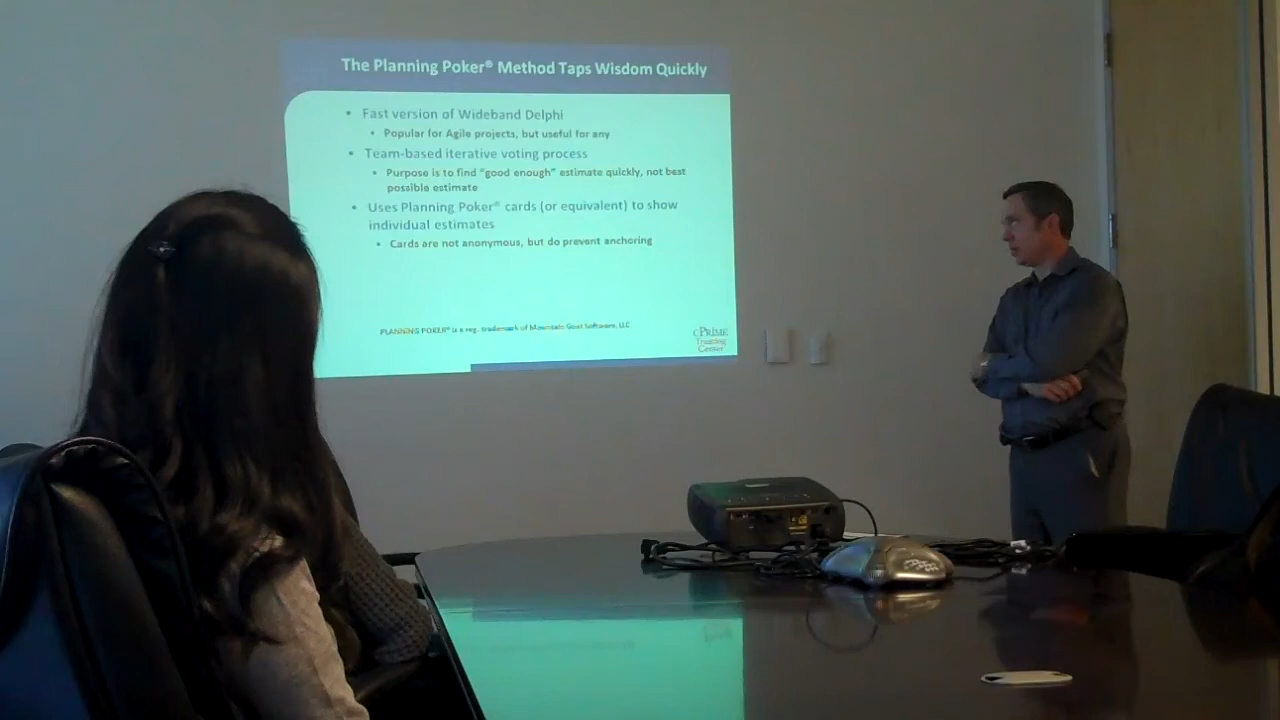 The Planning Poker® Method Taps Wisdom Quickly
• Fast version of Wideband Delphi
• Popular for Agile projects, but useful for any
• Team-based iterative voting process
• Purpose is to find "good enough" estimate quickly, not best
possible estimate
• Uses Planning Poker® cards (or equivalent) to show
individual estimates
• Cards are not anonymous, but do prevent anchoring
PLANNING POKER® is a reg. trademark of Mountain Goat Software, LLC
cPRIME
Training
Center